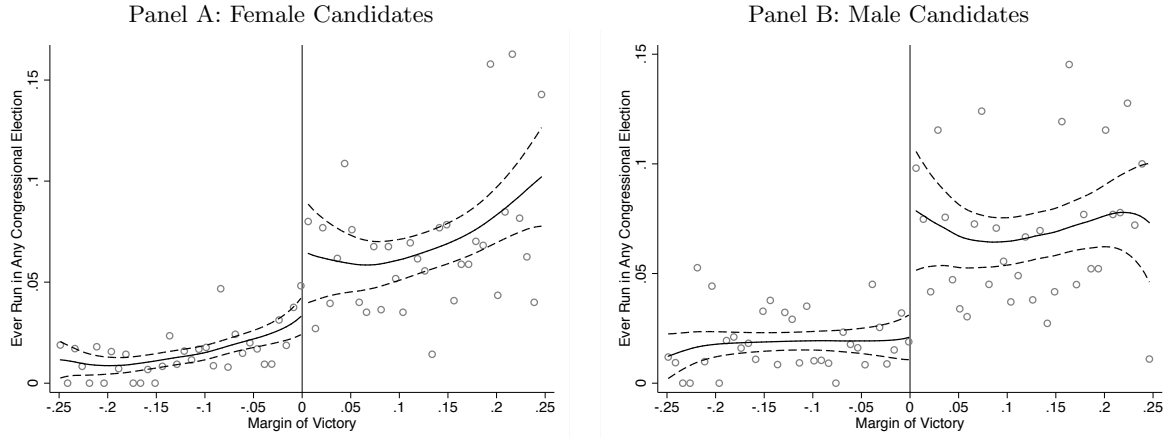 Panel A: Female Candidates
Ever Run in Any Congressional Election
.15
.1
.05
0
-.25 -.2 -.15 -.1 -.05 0 .05 .1 .15 .2 .25
Margin of Victory
Panel B: Male Candidates
Ever Run in Any Congressional Election
.15
.1
.05
0
-.25 -.2 -.15 -.1 -.05 0 .05 .1 .15 .2 .25
Margin of Victory